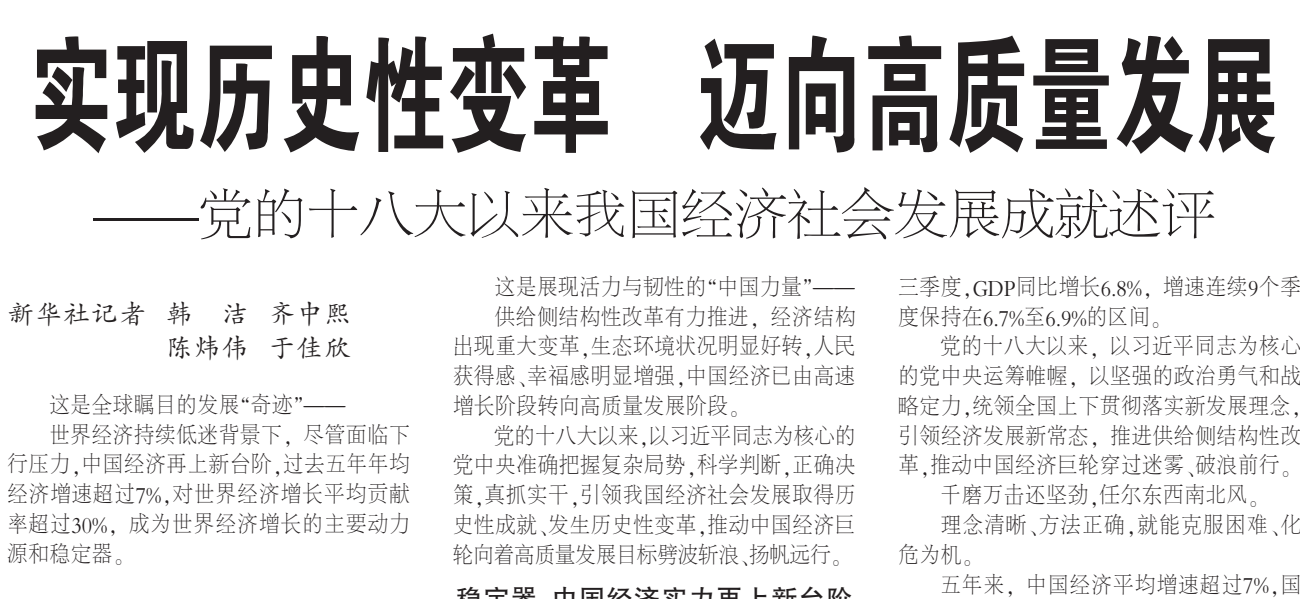 实现历史性变革 迈向高质量发展
——党的十八大以来我国经济社会发展成就述评
新华社记者 韩 洁 齐中熙
陈炜伟 于佳欣
这是全球瞩目的发展“奇迹”——
世界经济持续低迷背景下，尽管面临下
行压力，中国经济再上新台阶，过去五年年均
经济增速超过7%，对世界经济增长平均贡献
率超过30%，成为世界经济增长的主要动力
源和稳定器。
这是展现活力与韧性的“中国力量”——
供给侧结构性改革有力推进，经济结构
出现重大变革，生态环境状况明显好转，人民
获得感、幸福感明显增强，中国经济已由高速
增长阶段转向高质量发展阶段。
党的十八大以来，以习近平同志为核心的
党中央准确把握复杂局势，科学判断，正确决
策，真抓实干，引领我国经济社会发展取得历
史性成就、发生历史性变革，推动中国经济巨
轮向着高质量发展目标劈波斩浪、扬帆远行。
稳定器 中国经济实力再上新台阶
三季度，GDP同比增长6.8%，增速连续9个季
度保持在6.7%至6.9%的区间。
党的十八大以来，以习近平同志为核心
的党中央运筹帷幄，以坚强的政治勇气和战
略定力，统领全国上下贯彻落实新发展理念，
引领经济发展新常态，推进供给侧结构性改
革，推动中国经济巨轮穿过迷雾、破浪前行。
千磨万击还坚劲，任尔东西南北风。
理念清晰、方法正确，就能克服困难、化
危为机。
五年来，中国经济平均增速超过7%，国